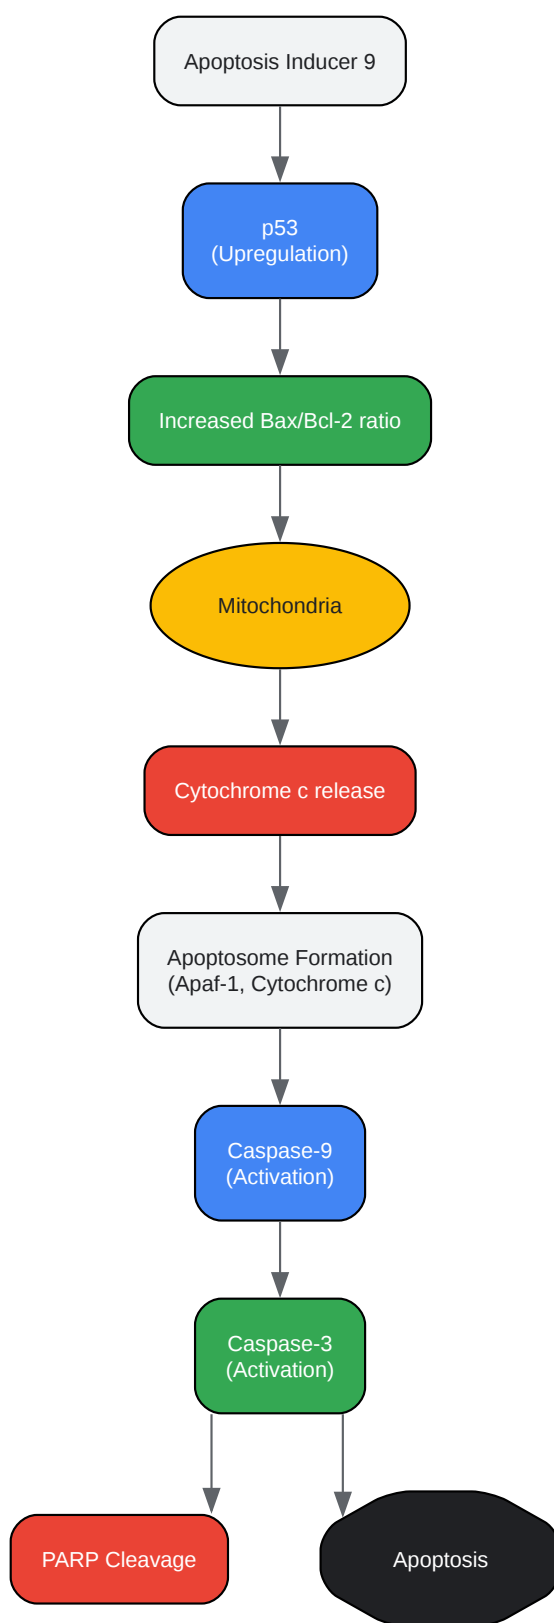 Apoptosis Inducer 9
p53
(Upregulation)
Increased Bax/Bcl-2 ratio
Mitochondria
Cytochrome c release
Apoptosome Formation
(Apaf-1, Cytochrome c)
Caspase-9
(Activation)
Caspase-3
(Activation)
PARP Cleavage
Apoptosis